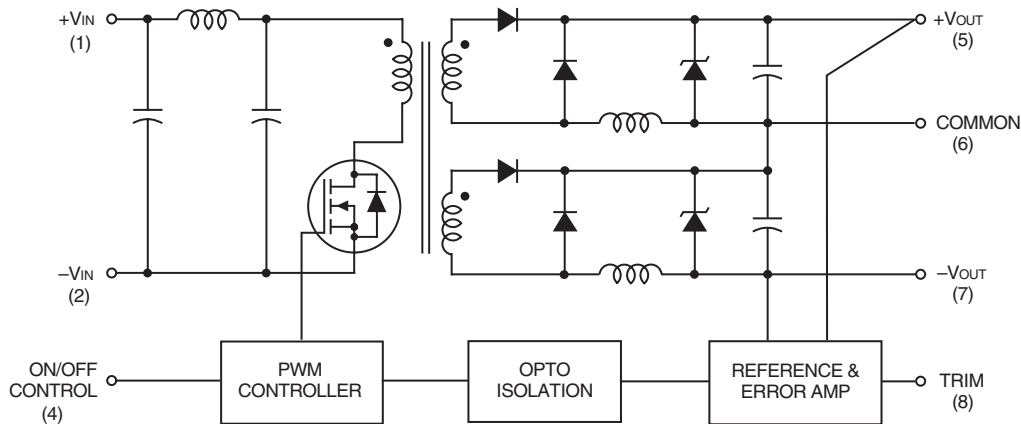 +VIN
(1)
+VOUT
(5)
COMMON
(6)
–VIN
(2)
–VOUT
(7)
ON/OFF
CONTROL
(4)
PWM
CONTROLLER
OPTO
ISOLATION
REFERENCE &
ERROR AMP
TRIM
(8)